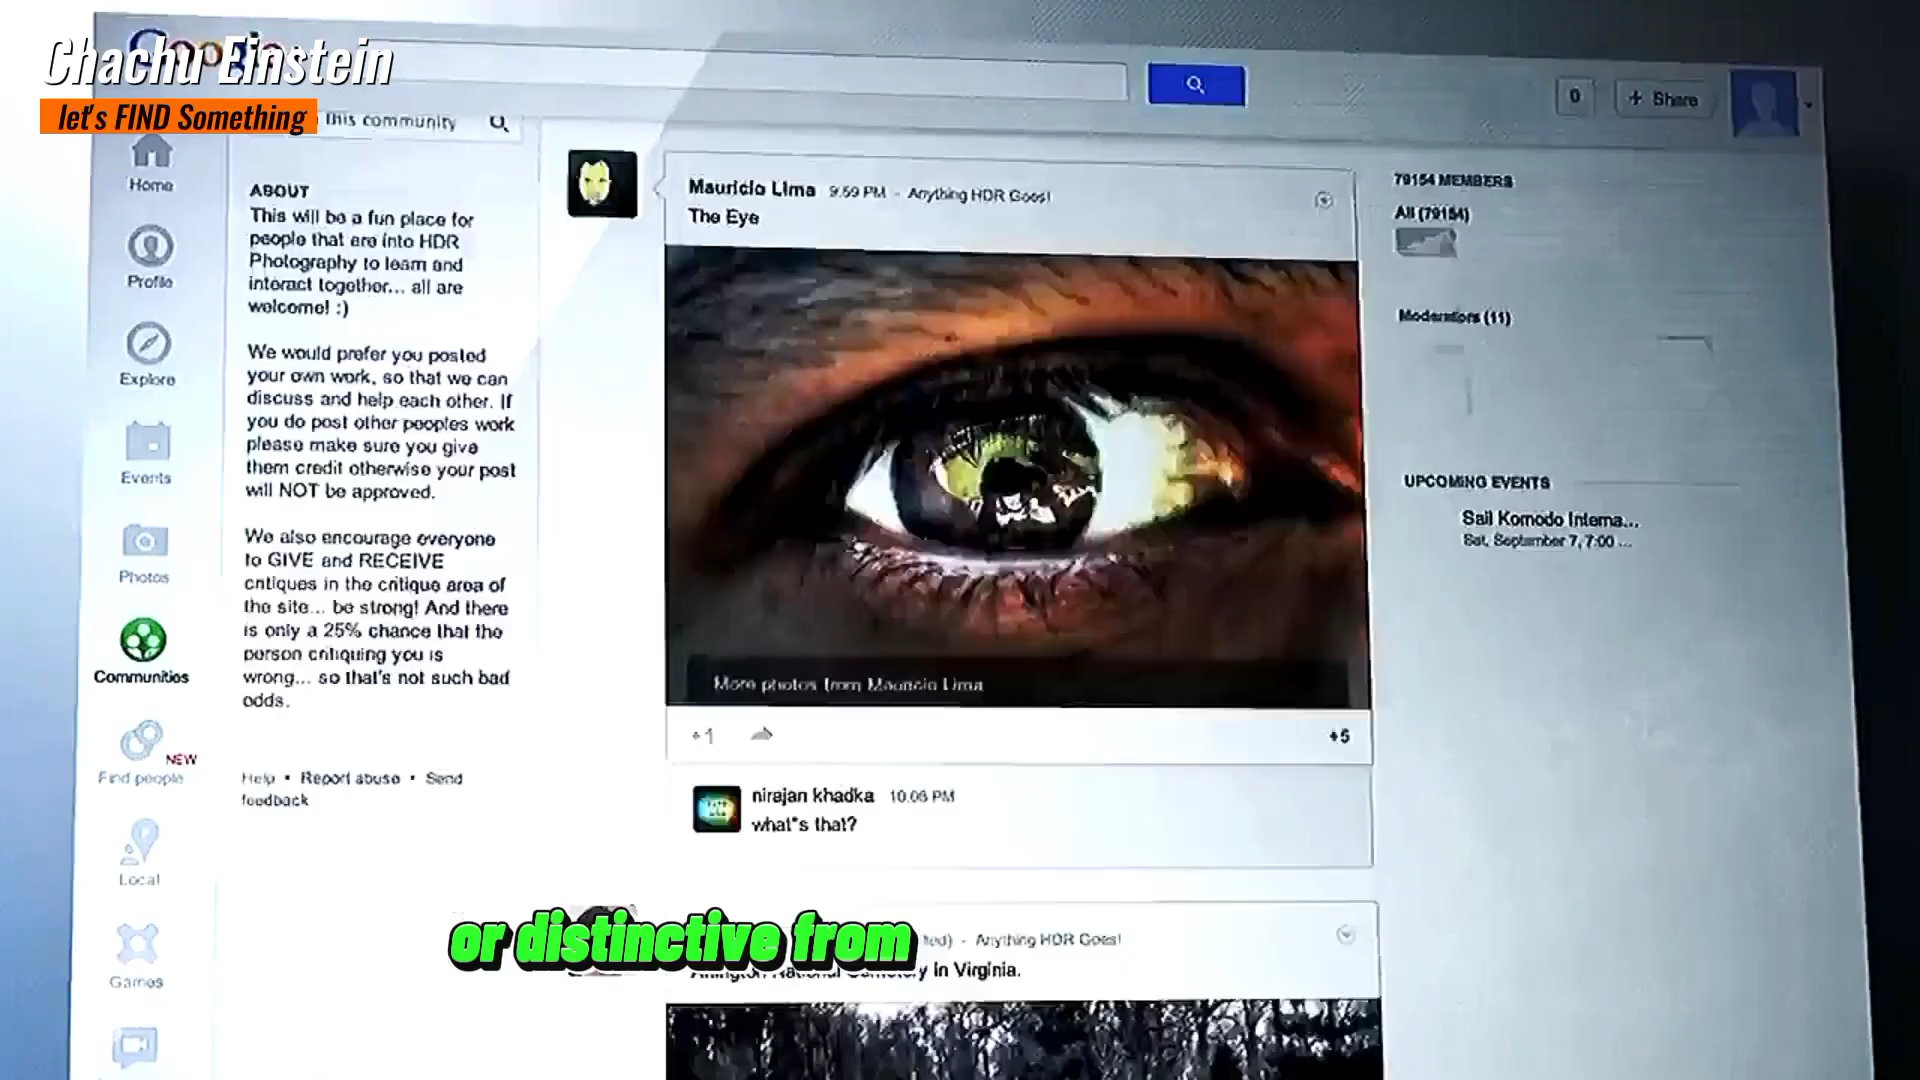 Chachu Einstein
let's FIND Something
this community
0
+ Share
Home
Profile
Explore
Events
Photos
Communities
Find people
NEW
Local
Games
ABOUT
This will be a fun place for
people that are into HDR
Photography to learn and
interact together... all are
welcome! :)
We would prefer you posted
your own work, so that we can
discuss and help each other. If
you do post other peoples work
please make sure you give
them credit otherwise your post
will NOT be approved.
We also encourage everyone
to GIVE and RECEIVE
critiques in the critique area of
the site... be strong! And there
is only a 25% chance that the
person critiquing you is
wrong... so that's not such bad
odds.
Help • Report abuse • Send
feedback
Mauricio Lima 9:59 PM - Anything HDR Goes!
The Eye
More photos from Mauricio Lima
+1
+5
nirajan khadka 10:06 PM
what"s that?
- Anything HDR Goes!
in Virginia.
79154 MEMBERS
All (79154)
Moderators (11)
UPCOMING EVENTS
Sail Komodo Interna...
Sat, September 7, 7:00 ...
or distinctive from